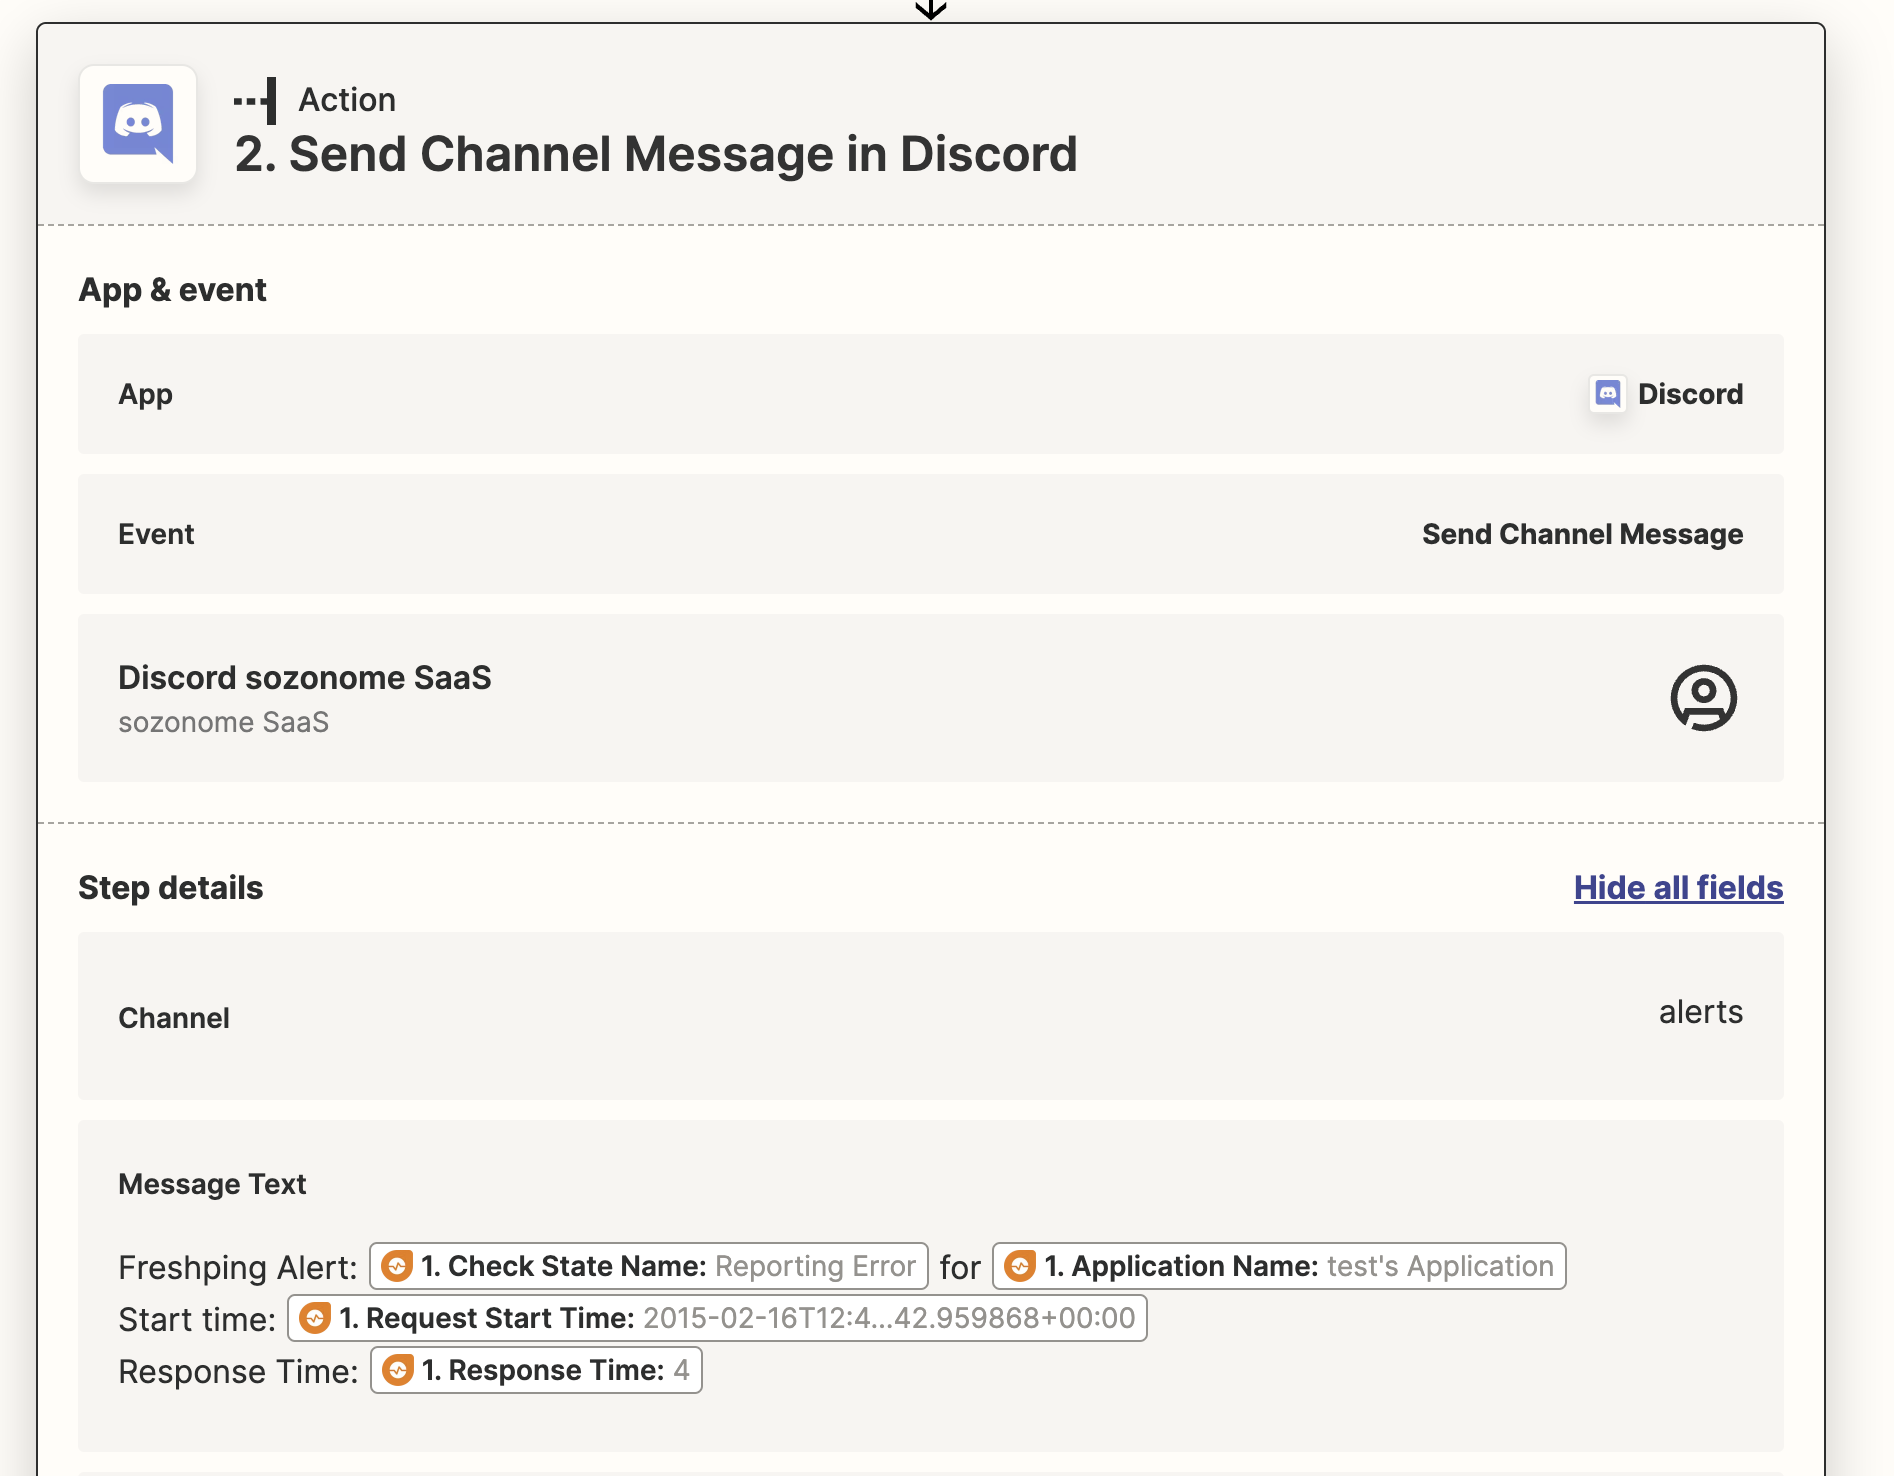 Action
2. Send Channel Message in Discord
App & event
App
Discord
Event
Send Channel Message
Discord sozonome SaaS
sozonome SaaS
Step details
Hide all fields
Channel
alerts
Message Text
Freshping Alert: 1. Check State Name: Reporting Error for 1. Application Name: test's Application
Start time: 1. Request Start Time: 2015-02-16T12:4...42.959868+00:00
Response Time: 1. Response Time: 4